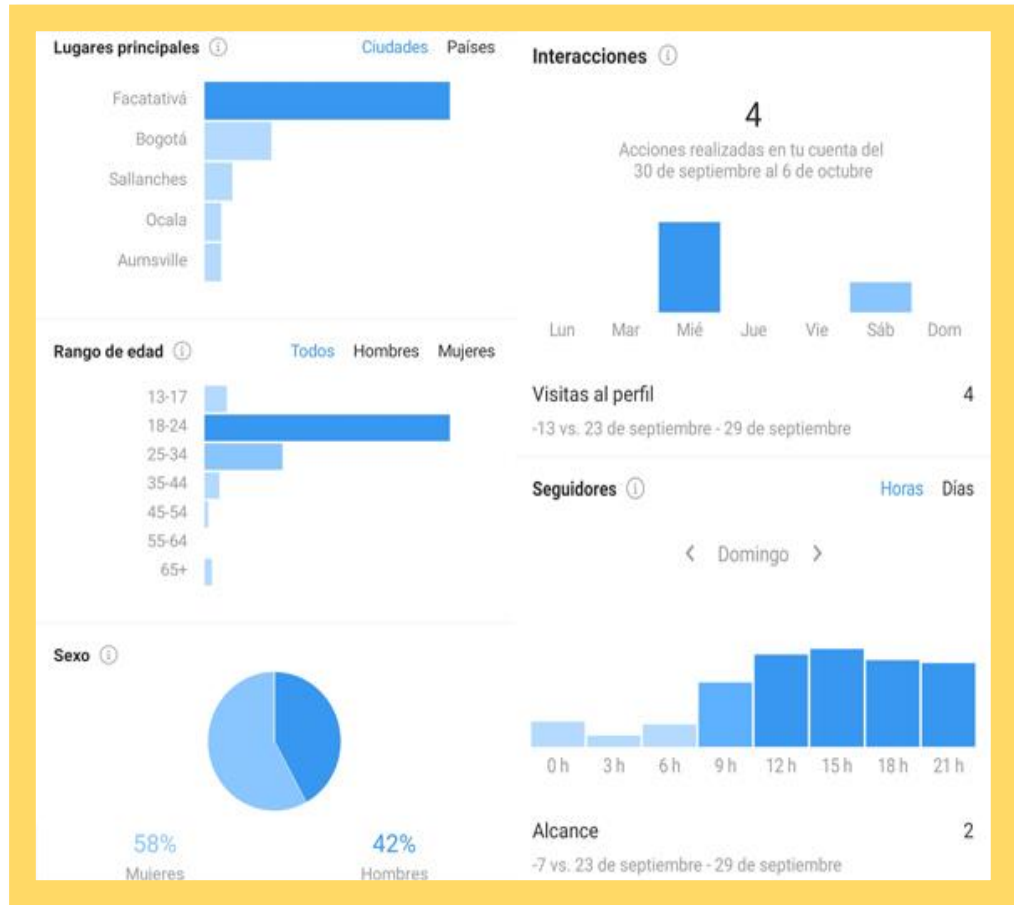 Lugares principales Ciudades Países
Facatativá
Bogotá
Sallanches
Ocala
Aumsville
Rango de edad Todos Hombres Mujeres
13-17
18-24
25-34
35-44
45-54
55-64
65+
Sexo
58% 42%
Mujeres Hombres
Interacciones
4
Acciones realizadas en tu cuenta del
30 de septiembre al 6 de octubre
Lun Mar Mié Jue Vie Sáb Dom
Visitas al perfil 4
-13 vs. 23 de septiembre - 29 de septiembre
Seguidores Horas Días
< Domingo >
0 h 3 h 6 h 9 h 12 h 15 h 18 h 21 h
Alcance 2
-7 vs. 23 de septiembre - 29 de septiembre